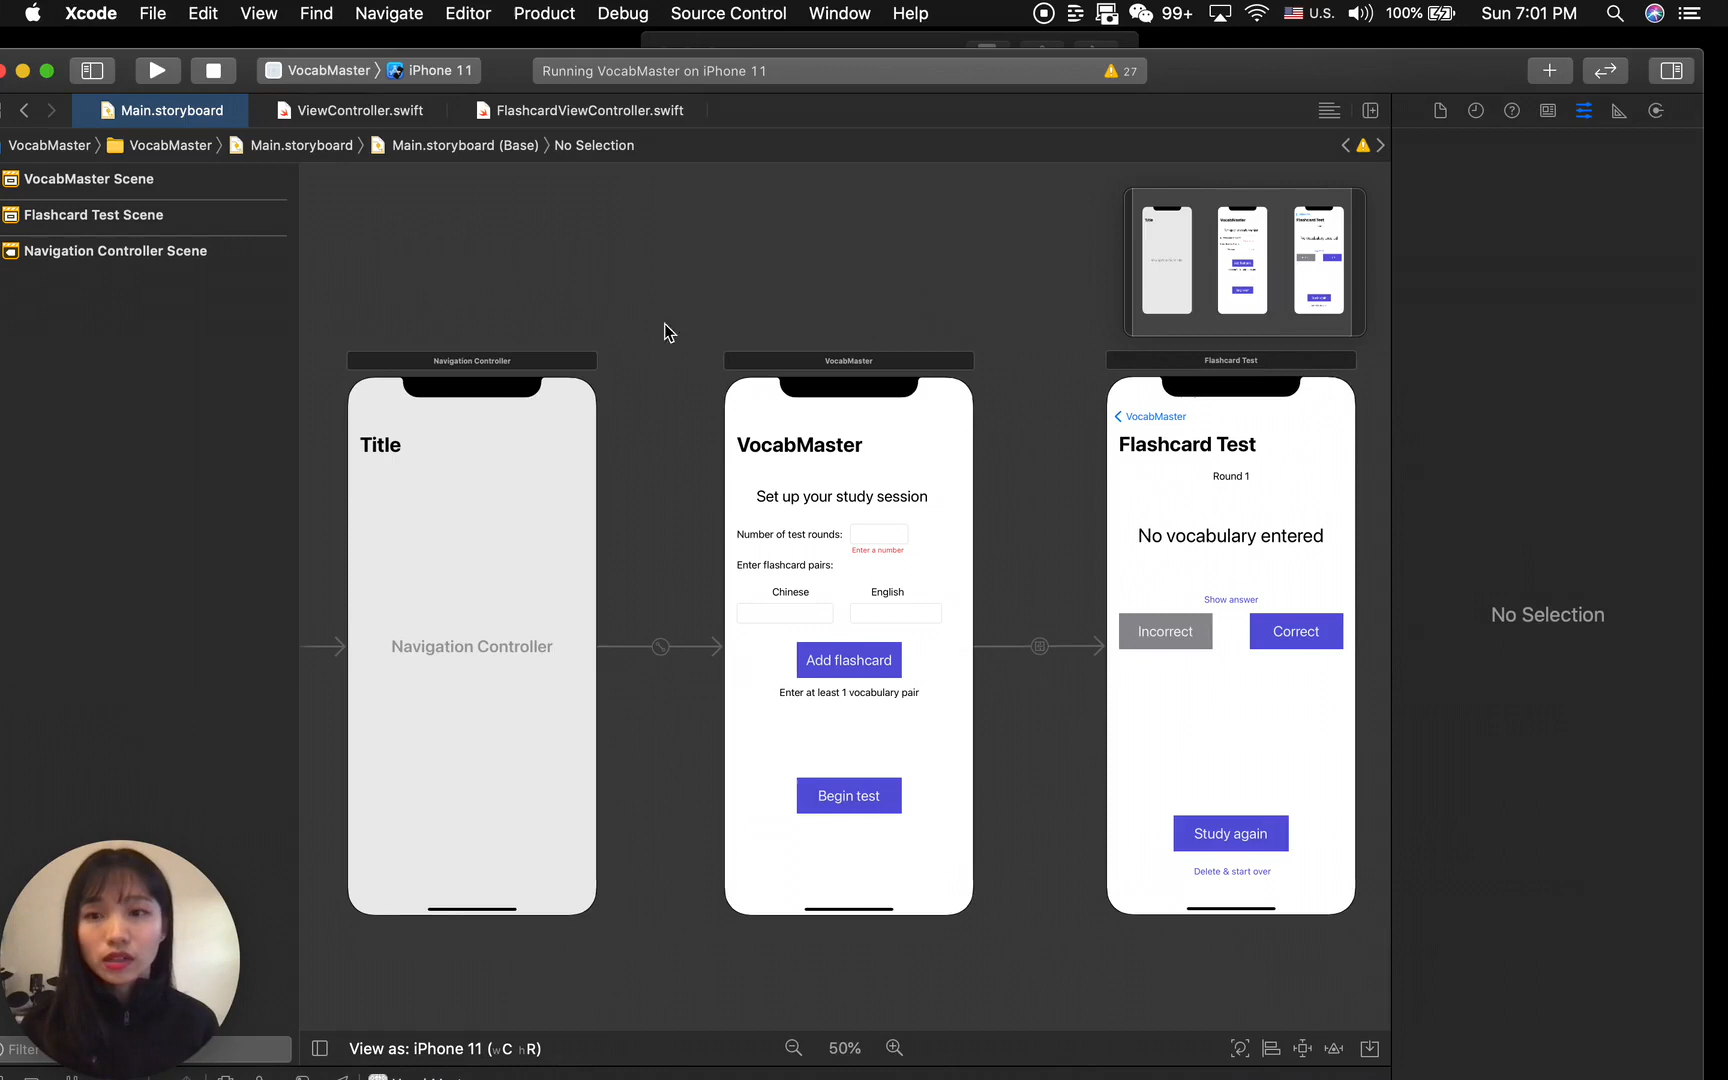 Xcode File Edit View Find Navigate Editor Product Debug Source Control Window Help 99+ U.S. 100% Sun 7:01 PM
VocabMaster iPhone 11 Running VocabMaster on iPhone 11 27
Main.storyboard ViewController.swift FlashcardViewController.swift
VocabMaster VocabMaster Main.storyboard Main.storyboard (Base) No Selection
VocabMaster Scene
Flashcard Test Scene
Navigation Controller Scene
Navigation Controller
Title
Navigation Controller
VocabMaster
VocabMaster
Set up your study session
Number of test rounds:
Enter a number
Enter flashcard pairs:
Chinese English
Add flashcard
Enter at least 1 vocabulary pair
Begin test
Flashcard Test
VocabMaster
Flashcard Test
Round 1
No vocabulary entered
Show answer
Incorrect Correct
Study again
Delete & start over
No Selection
Filter
View as: iPhone 11 (wC hR) 50%